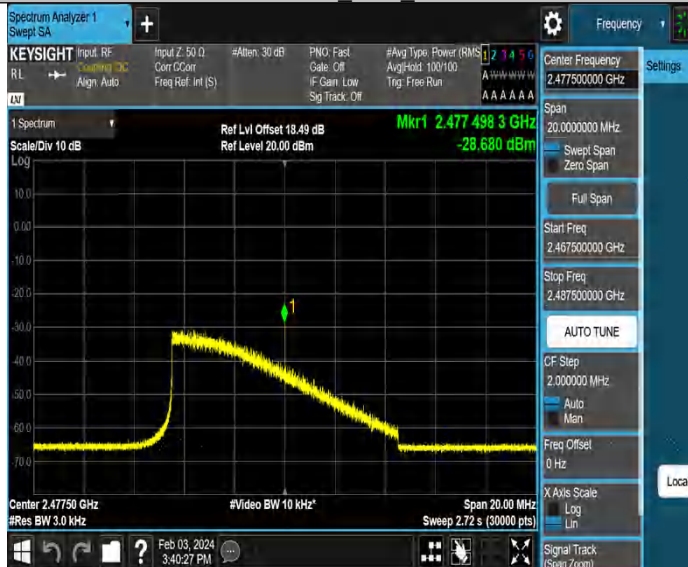 Spectrum Analyzer 1
Swept SA
+
Frequency
KEYSIGHT Input: RF
RL Coupling: DC
Align: Auto
LXI
Input Z: 50 Ω
Corr CCorr
Freq Ref: Int (S)
#Atten: 30 dB
PNO: Fast
Gate: Off
IF Gain: Low
Sig Track: Off
#Avg Type: Power (RMS
Avg|Hold: 100/100
Trig: Free Run
1 2 3 4 5 6
A W W W W W
A A A A A A
1 Spectrum
Scale/Div 10 dB
Log
Ref Lvl Offset 18.49 dB
Ref Level 20.00 dBm
Mkr1 2.477 498 3 GHz
-28.680 dBm
10.0
0.00
-10.0
-20.0
-30.0
-40.0
-50.0
-60.0
-70.0
1
Center 2.47750 GHz
#Res BW 3.0 kHz
#Video BW 10 kHz*
Span 20.00 MHz
Sweep 2.72 s (30000 pts)
?
Feb 03, 2024
3:40:27 PM
Center Frequency
2.477500000 GHz
Settings
Span
20.0000000 MHz
Swept Span
Zero Span
Full Span
Start Freq
2.467500000 GHz
Stop Freq
2.487500000 GHz
AUTO TUNE
CF Step
2.000000 MHz
Auto
Man
Freq Offset
0 Hz
X Axis Scale
Log
Lin
Signal Track
(Span Zoom)
Loca